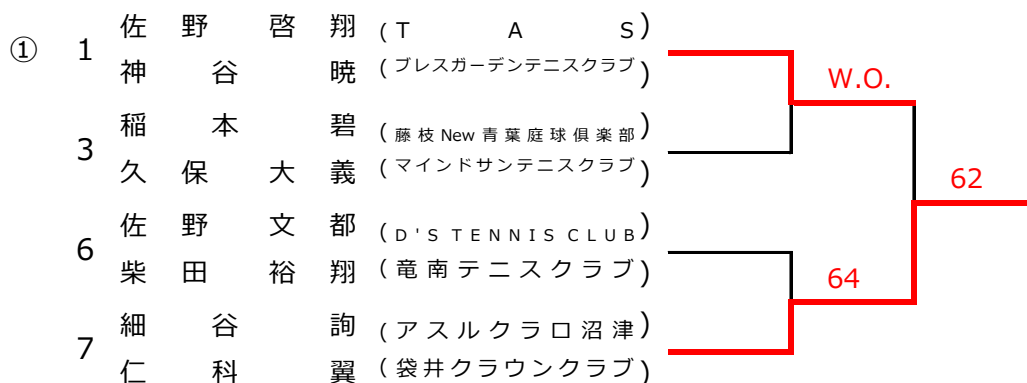 ① 1 佐野 啓翔 (TAS)
神谷 暁 (ブレスガーデンテニスクラブ)
W.O.
3 稲本 碧 (藤枝New青葉庭球倶楽部)
久保 大義 (マインドサンテニスクラブ)
62
6 佐野 文都 (D'S TENNIS CLUB)
柴田 裕翔 (竜南テニスクラブ)
64
7 細谷 詢 (アスルクラロ沼津)
仁科 翼 (袋井クラウンクラブ)